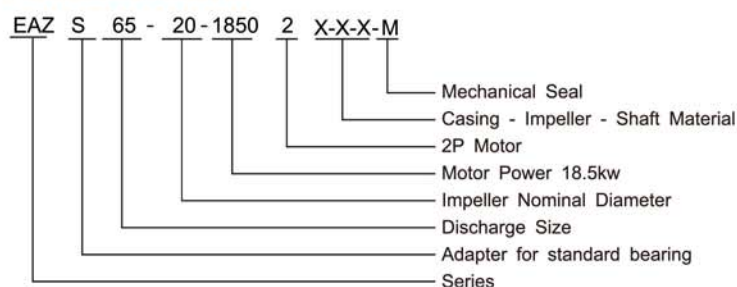 EAZ S 65 - 20 - 1850 2 X-X-X-M
Mechanical Seal
Casing - Impeller - Shaft Material
2P Motor
Motor Power 18.5kw
Impeller Nominal Diameter
Discharge Size
Adapter for standard bearing
Series